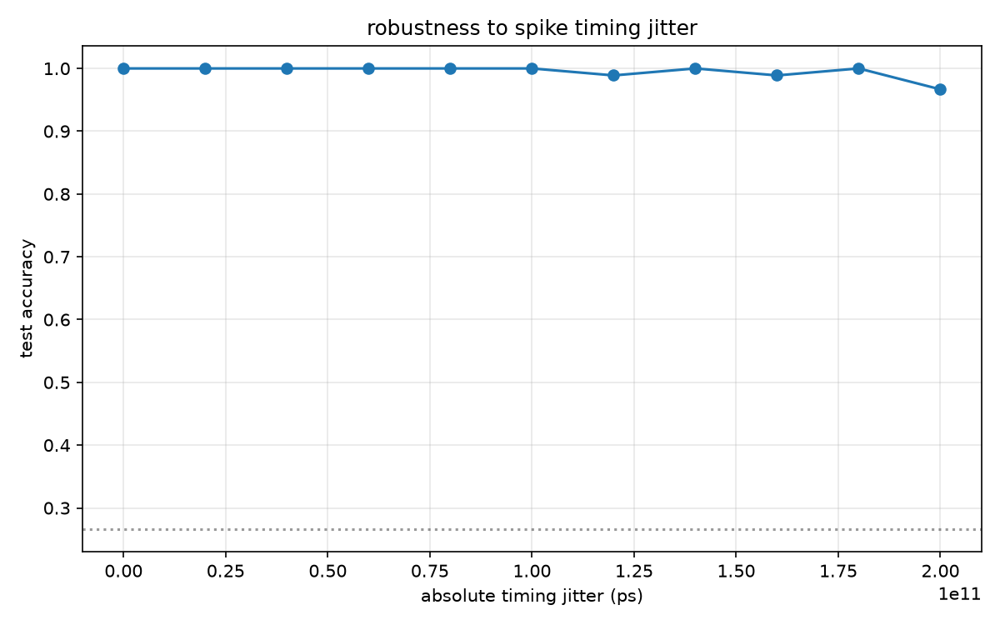 robustness to spike timing jitter
test accuracy
1.0
0.9
0.8
0.7
0.6
0.5
0.4
0.3
0.00 0.25 0.50 0.75 1.00 1.25 1.50 1.75 2.00
1e11
absolute timing jitter (ps)